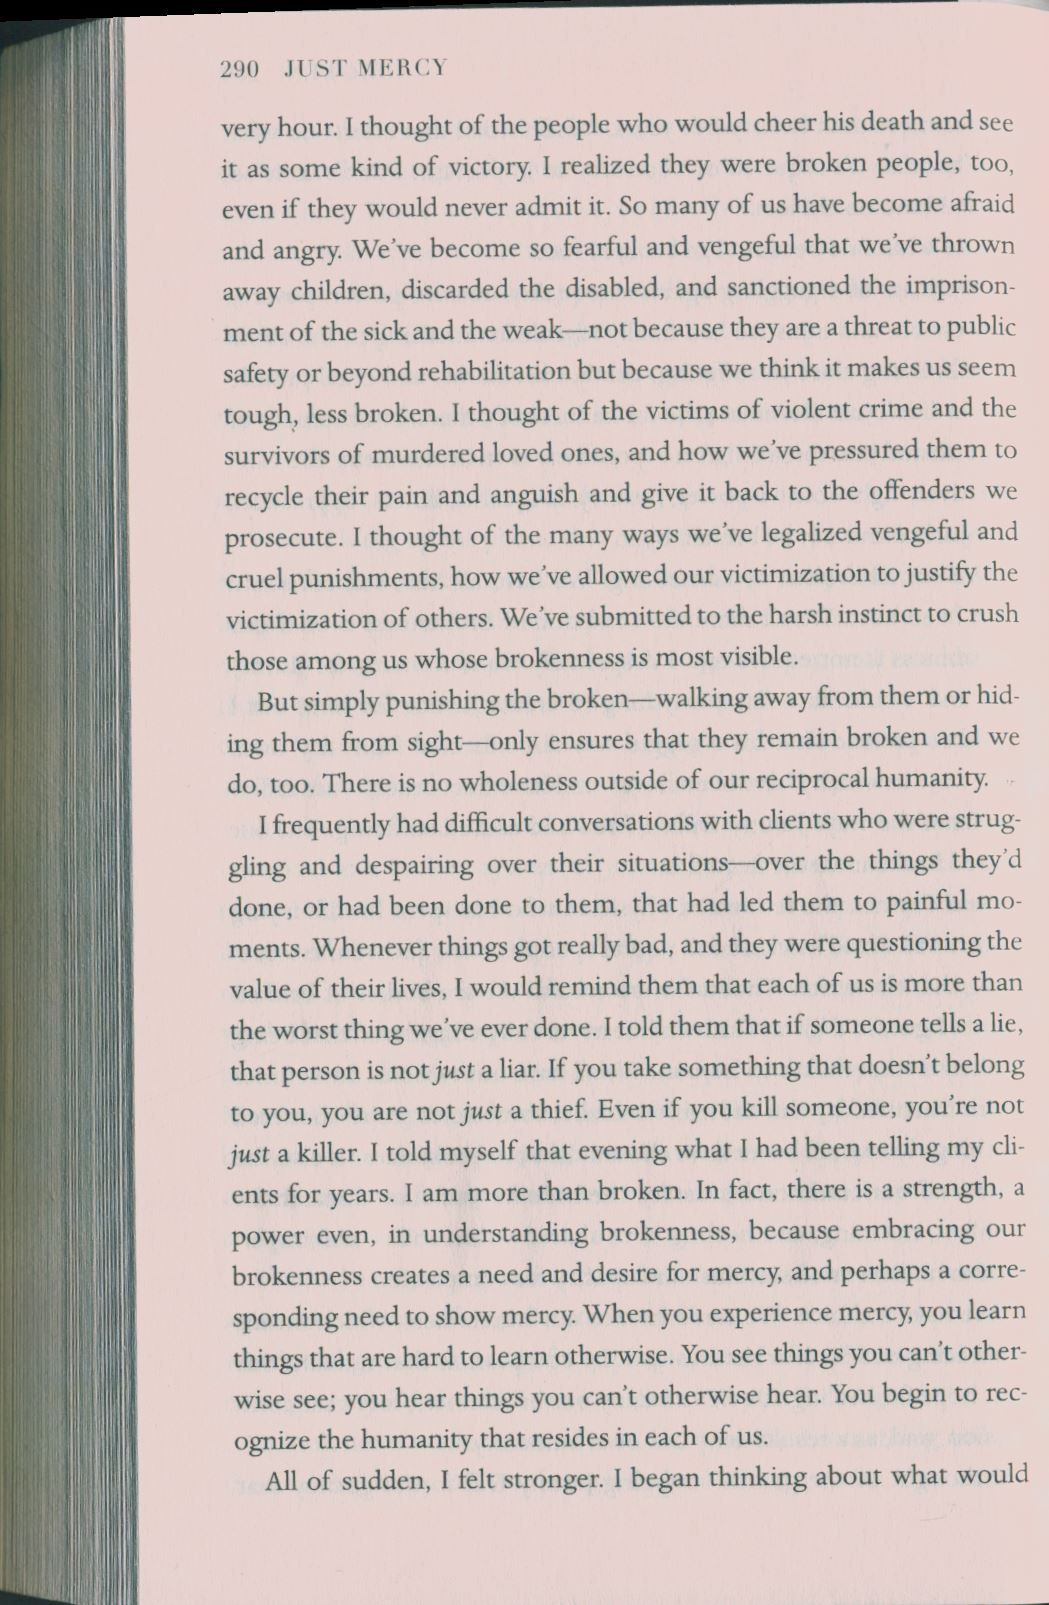 290 JUST MERCY
very hour. I thought of the people who would cheer his death and see
it as some kind of victory. I realized they were broken people, too,
even if they would never admit it. So many of us have become afraid
and angry. We've become so fearful and vengeful that we've thrown
away children, discarded the disabled, and sanctioned the imprison-
ment of the sick and the weak—not because they are a threat to public
safety or beyond rehabilitation but because we think it makes us seem
tough, less broken. I thought of the victims of violent crime and the
survivors of murdered loved ones, and how we've pressured them to
recycle their pain and anguish and give it back to the offenders we
prosecute. I thought of the many ways we've legalized vengeful and
cruel punishments, how we've allowed our victimization to justify the
victimization of others. We've submitted to the harsh instinct to crush
those among us whose brokenness is most visible.
But simply punishing the broken—walking away from them or hid-
ing them from sight—only ensures that they remain broken and we
do, too. There is no wholeness outside of our reciprocal humanity.
I frequently had difficult conversations with clients who were strug-
gling and despairing over their situations—over the things they'd
done, or had been done to them, that had led them to painful mo-
ments. Whenever things got really bad, and they were questioning the
value of their lives, I would remind them that each of us is more than
the worst thing we've ever done. I told them that if someone tells a lie,
that person is not just a liar. If you take something that doesn't belong
to you, you are not just a thief. Even if you kill someone, you're not
just a killer. I told myself that evening what I had been telling my cli-
ents for years. I am more than broken. In fact, there is a strength, a
power even, in understanding brokenness, because embracing our
brokenness creates a need and desire for mercy, and perhaps a corre-
sponding need to show mercy. When you experience mercy, you learn
things that are hard to learn otherwise. You see things you can't other-
wise see; you hear things you can't otherwise hear. You begin to rec-
ognize the humanity that resides in each of us.
All of sudden, I felt stronger. I began thinking about what would